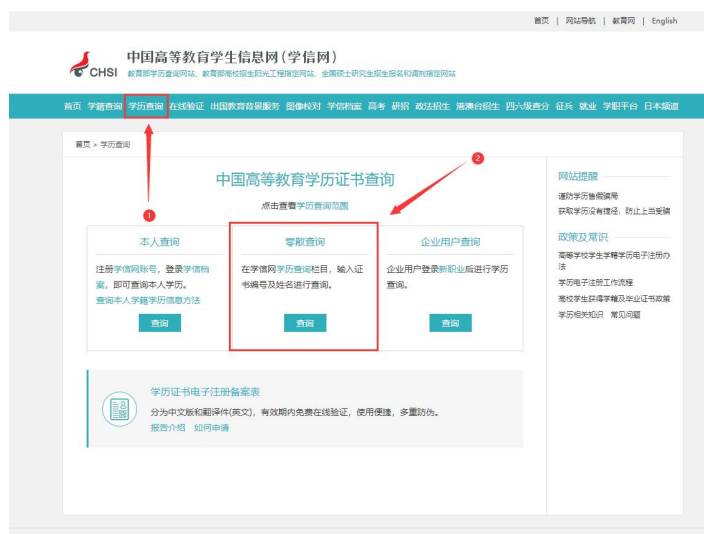 首页 | 网站导航 | 教育网 | English
CHSI
中国高等教育学生信息网(学信网)
教育部学历查询网站、教育部高校招生阳光工程指定网站、全国硕士研究生招生报名和调剂指定网站
首页 学籍查询 学历查询 在线验证 出国教育背景服务 图像校对 学信档案 高考 研招 政法招生 港澳台招生 四六级查分 征兵 就业 学职平台 日本频道
首页 > 学历查询
中国高等教育学历证书查询
点击查看学历查询范围
1
2
本人查询
注册学信网账号，登录学信档
案，即可查询本人学历。
查询本人学籍学历信息方法
查询
零散查询
在学信网学历查询栏目，输入证
书编号及姓名进行查询。
查询
企业用户查询
企业用户登录新职业后进行学历
查询。
查询
学历证书电子注册备案表
分为中文版和翻译件(英文)，有效期内免费在线验证，使用便捷，多重防伪。
报告介绍 如何申请
网站提醒
谨防学历售假骗局
获取学历没有捷径，防止上当受骗
政策及常识
高等学校学生学籍学历电子注册办
法
学历电子注册工作流程
高校学生获得学籍及毕业证书政策
学历相关知识 常见问题